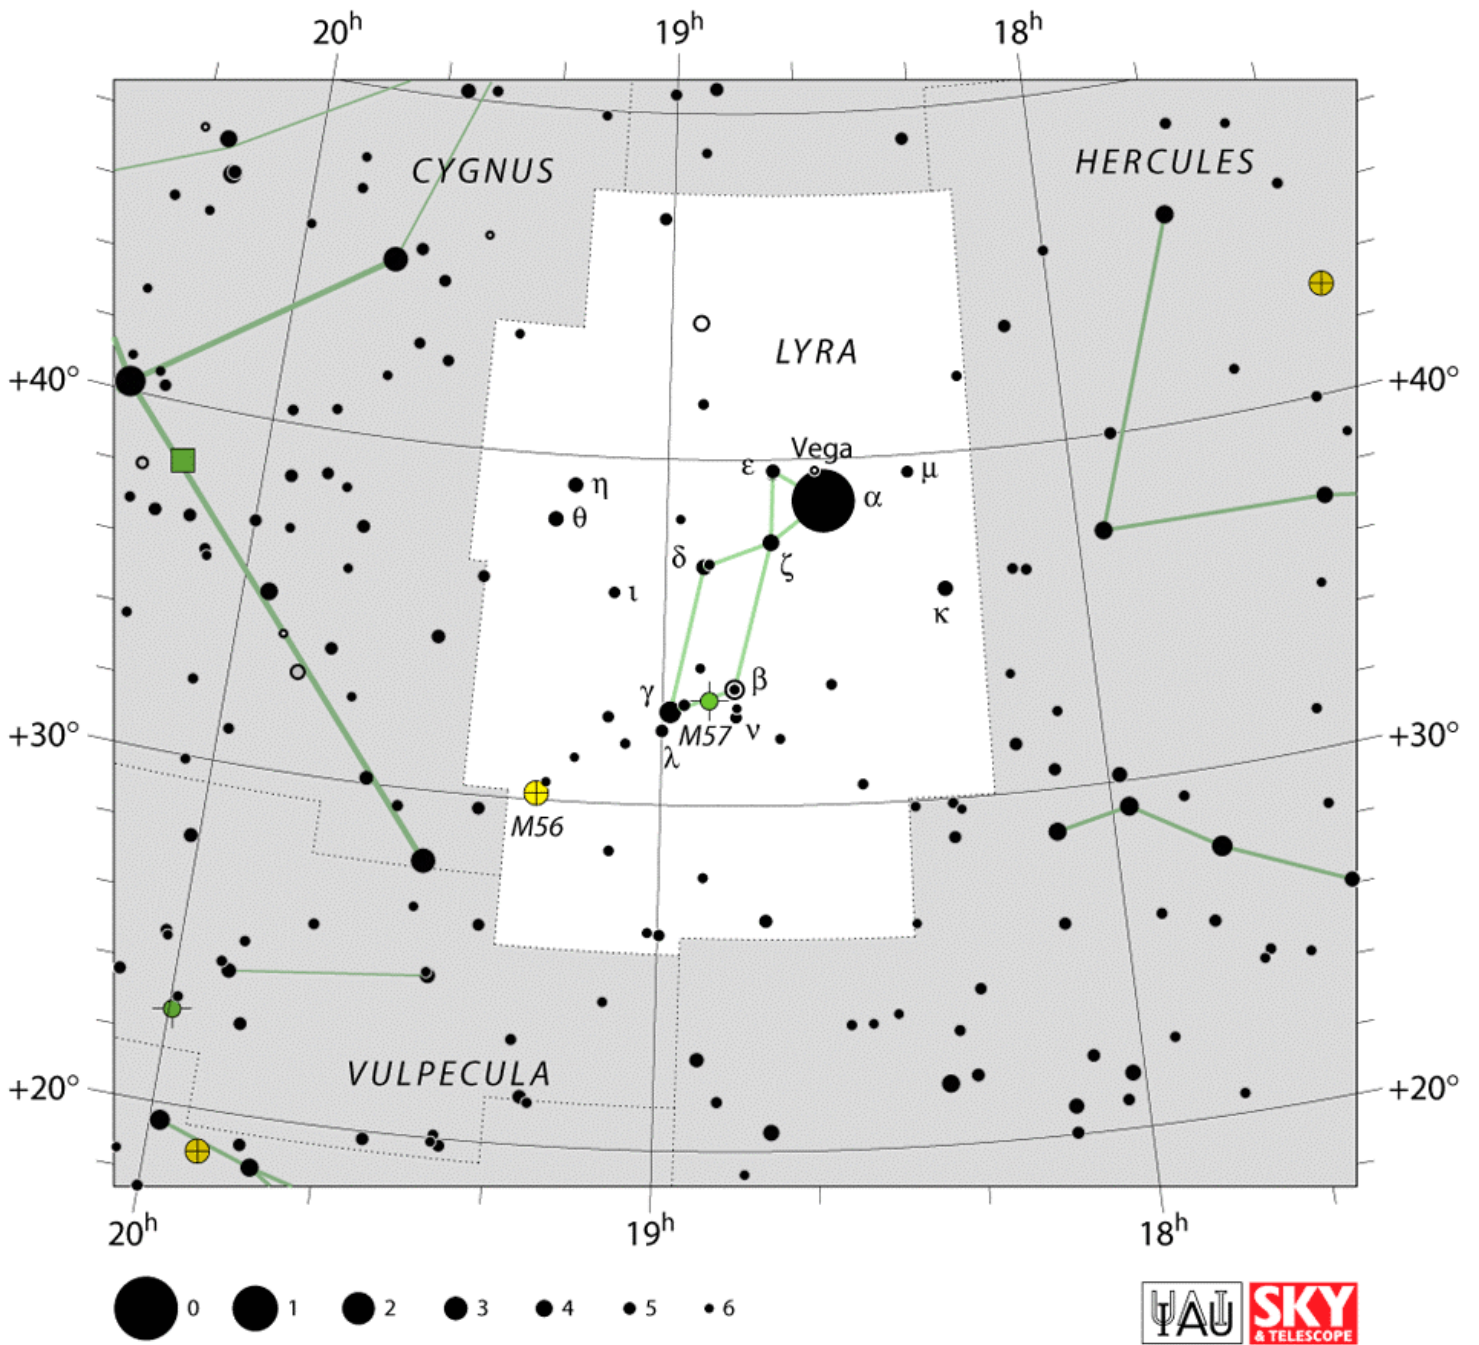 20h 19h 18h
CYGNUS
HERCULES
LYRA
+40° +40°
Vega
ε μ
η α
θ
δ ζ
ι
κ
γ β
M57 ν
+30° +30°
λ
M56
VULPECULA
+20° +20°
20h 19h 18h
0 1 2 3 4 5 6
IAU
SKY
& TELESCOPE